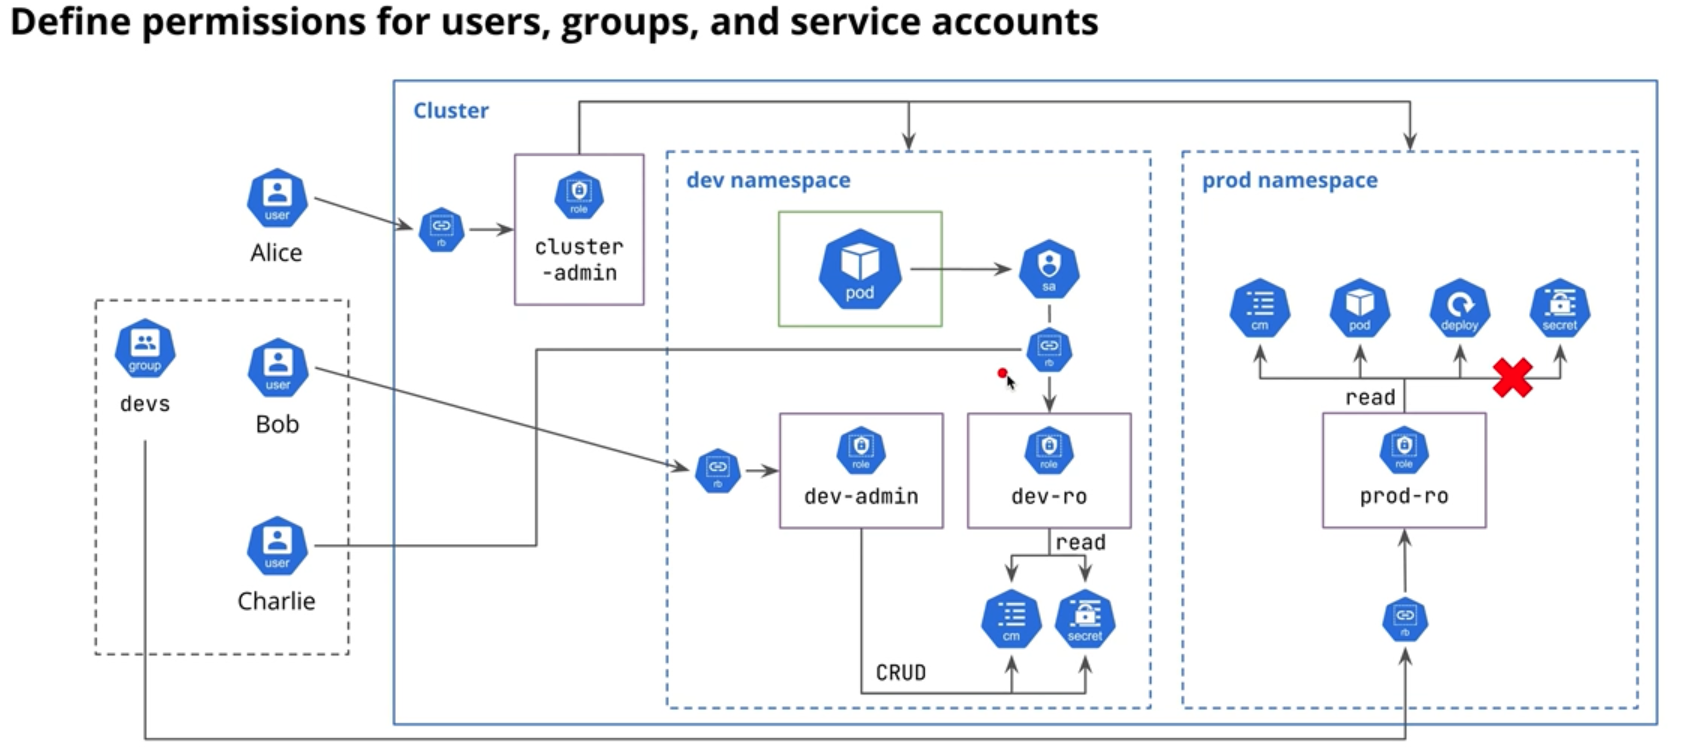 Define permissions for users, groups, and service accounts
Cluster
user
Alice
rb
role
cluster
-admin
dev namespace
pod
sa
rb
prod namespace
cm
pod
deploy
secret
read
group
devs
user
Bob
user
Charlie
rb
role
dev-admin
role
dev-ro
read
cm
secret
CRUD
role
prod-ro
rb